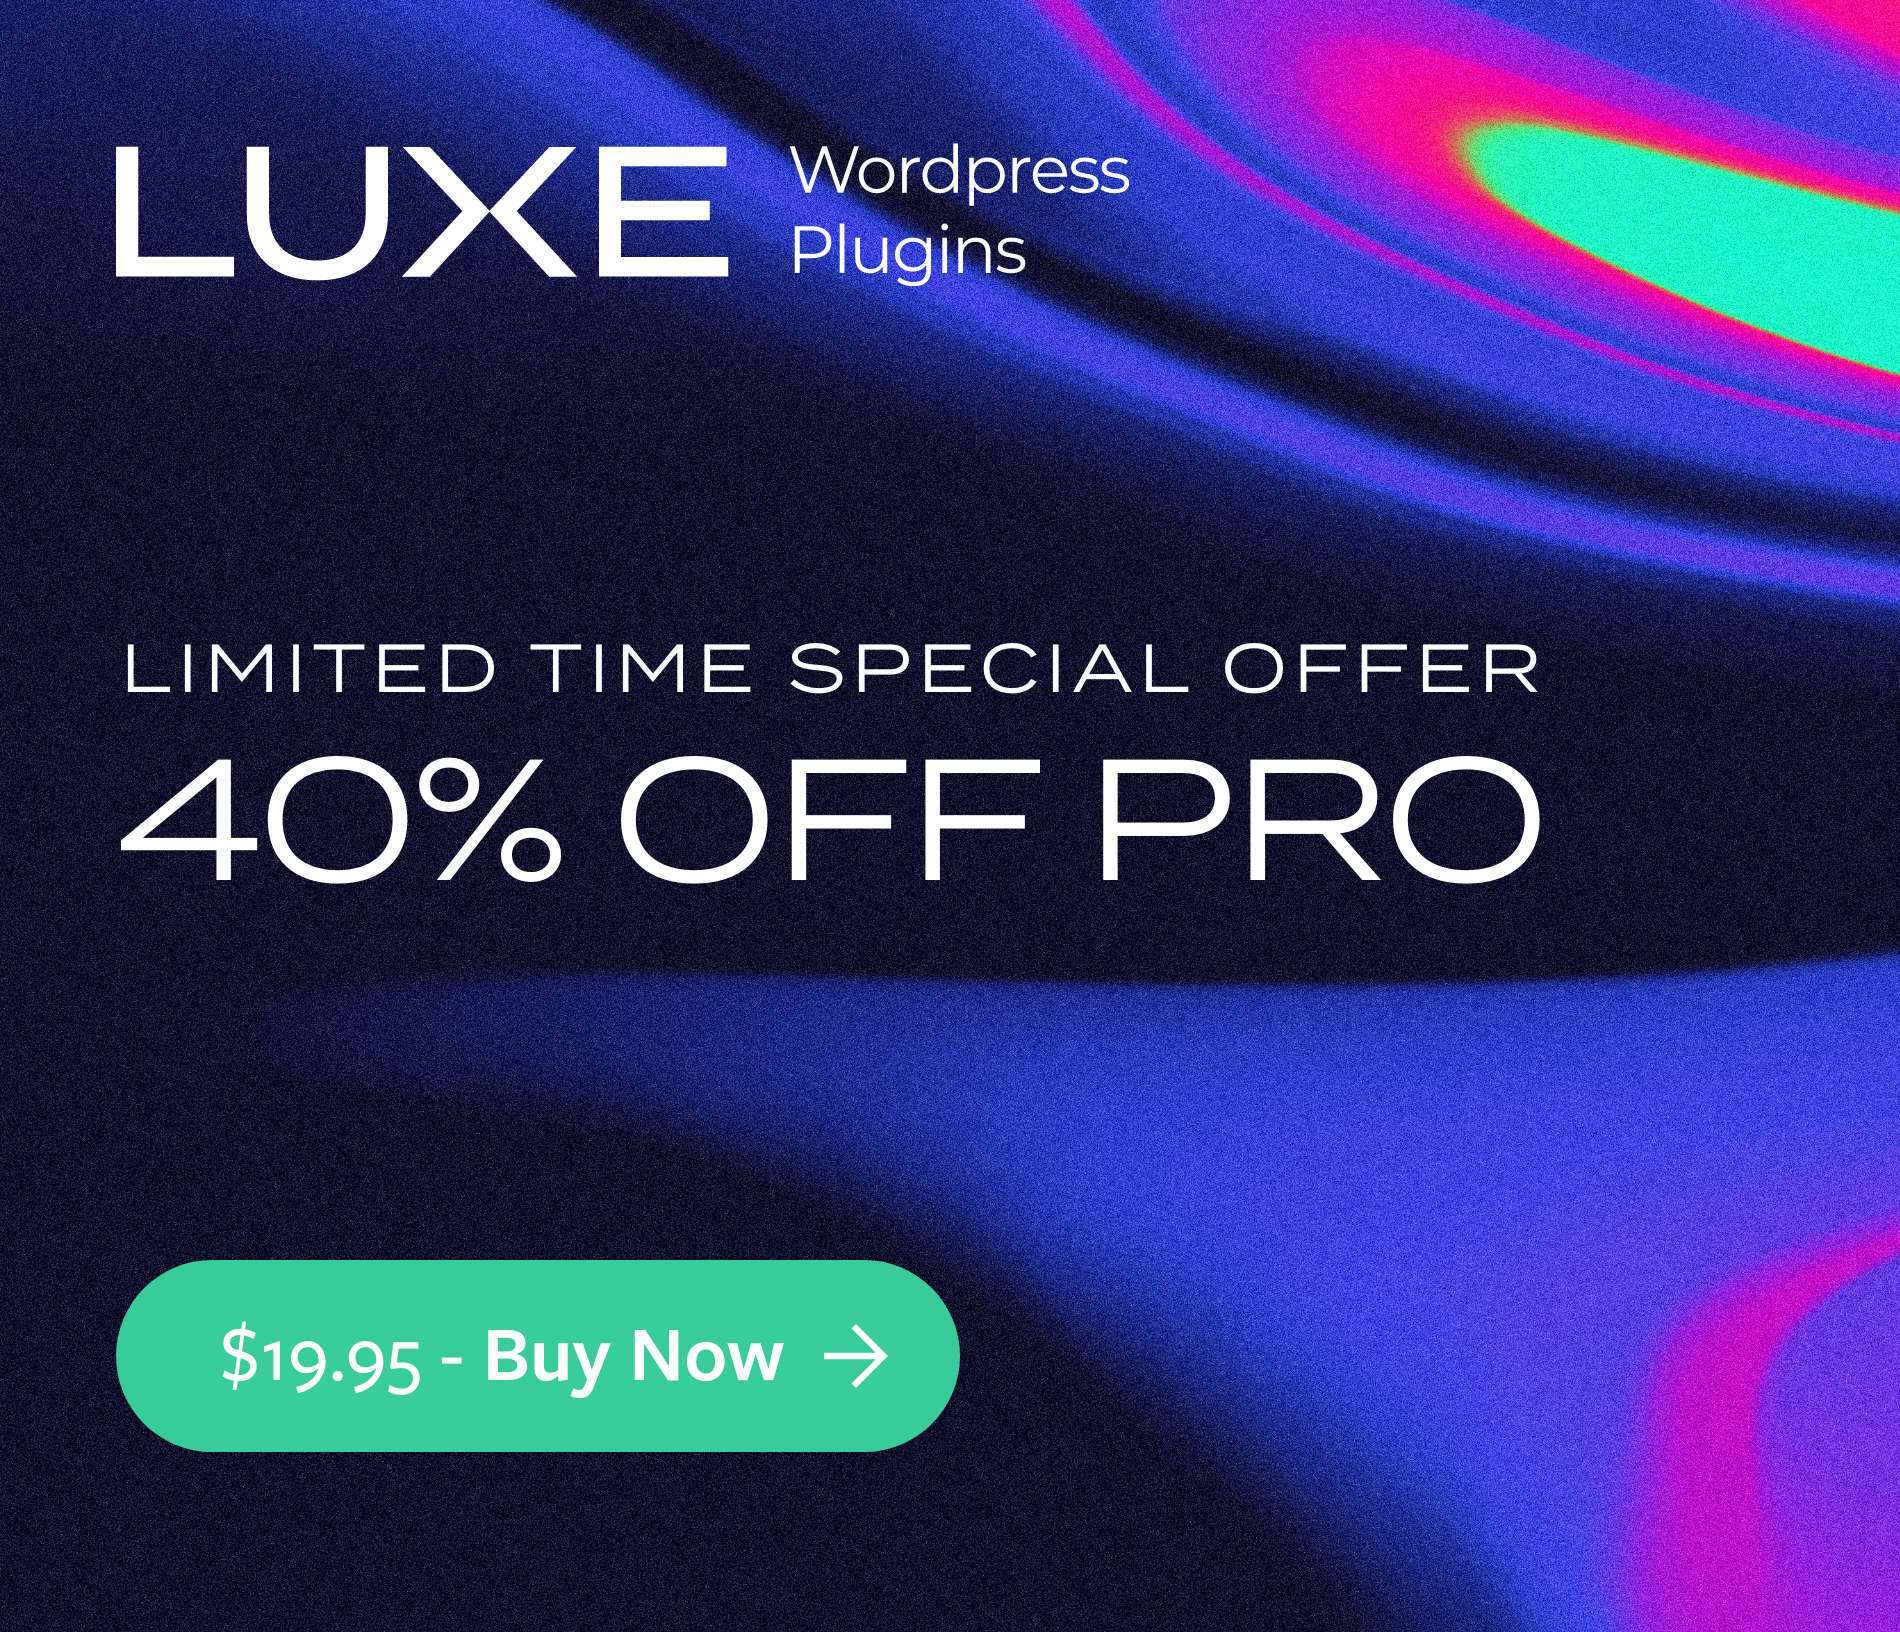 LUXE
Wordpress
Plugins
LIMITED TIME SPECIAL OFFER
40% OFF PRO
$19.95 - Buy Now →